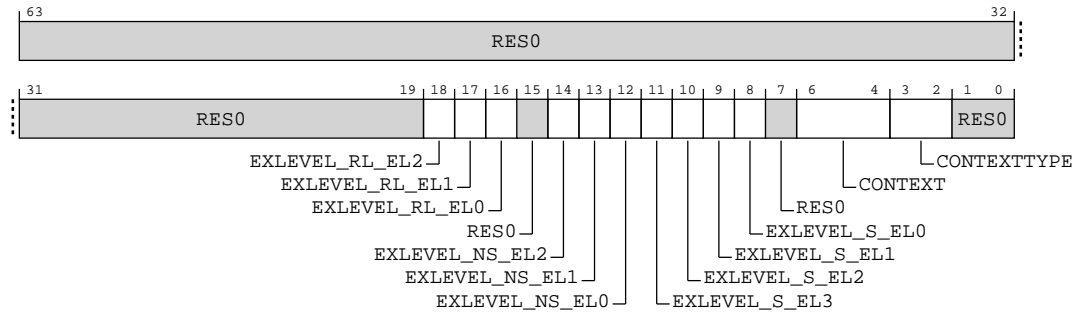 63 32
RES0
31 19 18 17 16 15 14 13 12 11 10 9 8 7 6 4 3 2 1 0
RES0 RES0
EXLEVEL_RL_EL2 CONTEXTTYPE
EXLEVEL_RL_EL1 CONTEXT
EXLEVEL_RL_EL0 RES0
RES0 EXLEVEL_S_EL0
EXLEVEL_NS_EL2 EXLEVEL_S_EL1
EXLEVEL_NS_EL1 EXLEVEL_S_EL2
EXLEVEL_NS_EL0 EXLEVEL_S_EL3